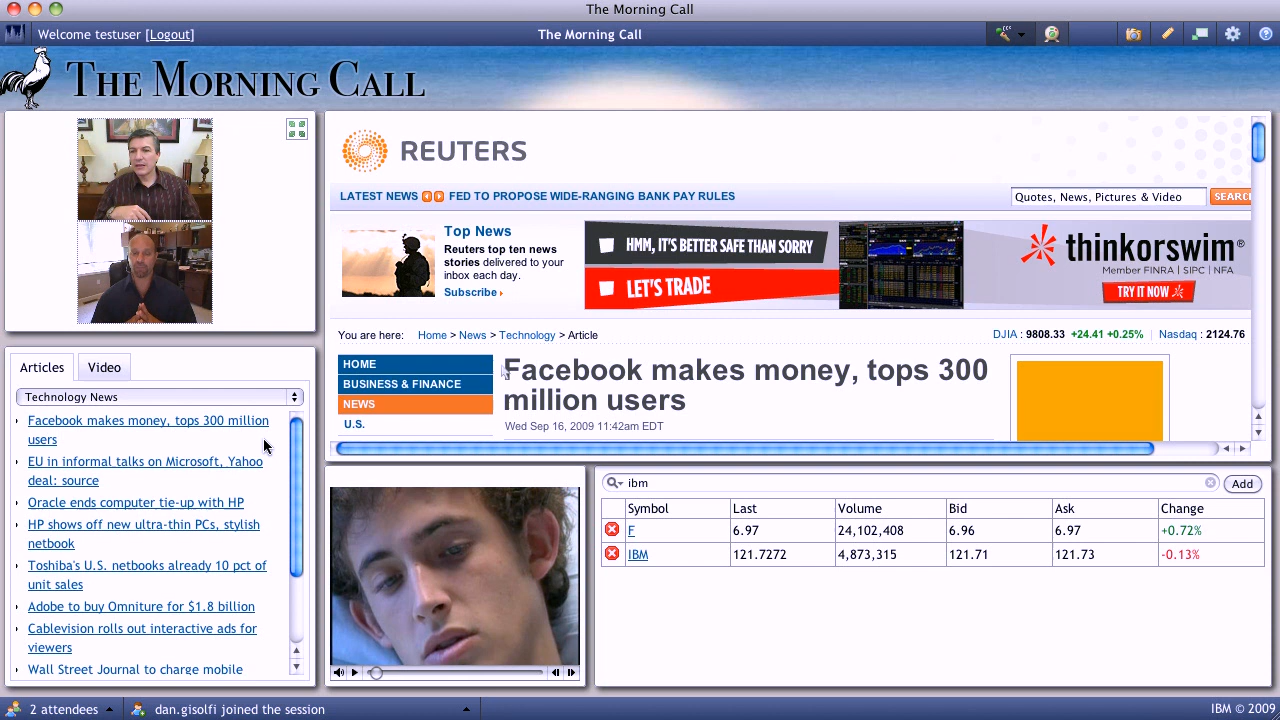 The Morning Call
Welcome testuser [Logout]
The Morning Call
THE MORNING CALL
REUTERS
LATEST NEWS FED TO PROPOSE WIDE-RANGING BANK PAY RULES
Quotes, News, Pictures & Video
SEARC
Top News
Reuters top ten news
stories delivered to your
inbox each day.
Subscribe
HMM, IT'S BETTER SAFE THAN SORRY
LET'S TRADE
thinkorswim®
Member FINRA | SIPC | NFA
TRY IT NOW
You are here: Home > News > Technology > Article
DJIA : 9808.33 +24.41 +0.25% | Nasdaq : 2124.76
HOME
BUSINESS & FINANCE
NEWS
U.S.
Facebook makes money, tops 300
million users
Wed Sep 16, 2009 11:42am EDT
Articles Video
Technology News
Facebook makes money, tops 300 million
users
EU in informal talks on Microsoft, Yahoo
deal: source
Oracle ends computer tie-up with HP
HP shows off new ultra-thin PCs, stylish
netbook
Toshiba's U.S. netbooks already 10 pct of
unit sales
Adobe to buy Omniture for $1.8 billion
Cablevision rolls out interactive ads for
viewers
Wall Street Journal to charge mobile
ibm
Add
Symbol Last Volume Bid Ask Change
F 6.97 24,102,408 6.96 6.97 +0.72%
IBM 121.7272 4,873,315 121.71 121.73 -0.13%
2 attendees
dan.gisolfi joined the session
IBM © 2009